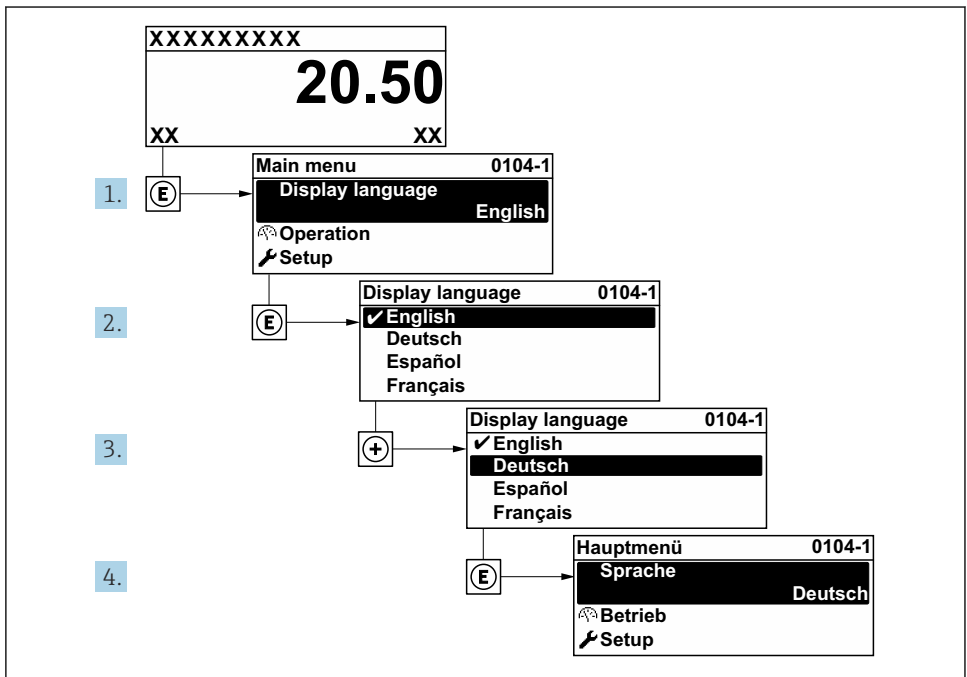 XXXXXXXXX
20.50
XX XX
1. E
Main menu 0104-1
Display language
English
Operation
Setup
2. E
Display language 0104-1
✔English
Deutsch
Español
Français
3. +
Display language 0104-1
✔English
Deutsch
Español
Français
4. E
Hauptmenü 0104-1
Sprache
Deutsch
Betrieb
Setup